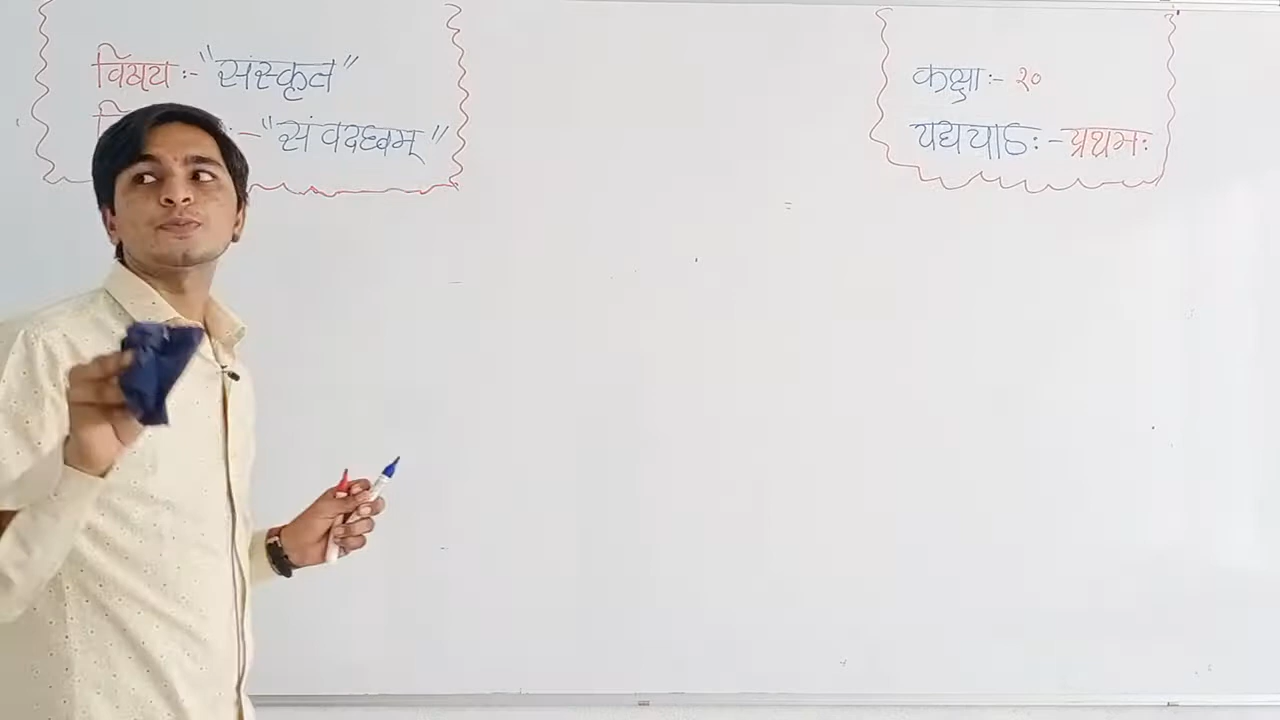 विषय :- "संस्कृत"
:- "संवदध्वम्"
कक्षा :- १०
पद्यपाठ: :- प्रथम: